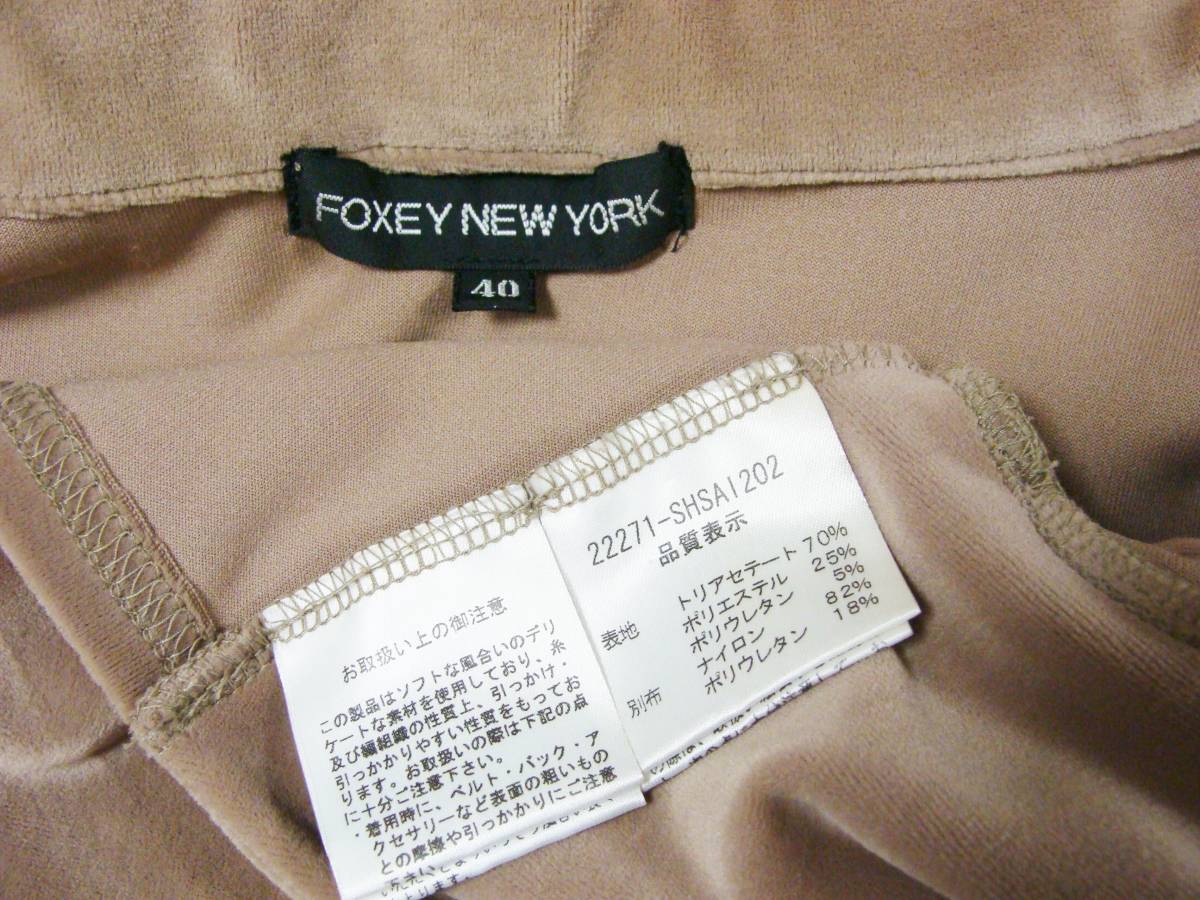 FOXEY NEW YORK
40
お取扱い上の御注意
この製品はソフトな風合いのデリ
ケートな素材を使用しており、糸
及び編組織の性質上、引っかけ・
引っかかりやすい性質をもってお
ります。お取扱いの際は下記の点
に十分ご注意下さい。
・着用時に、ベルト・バック・ア
クセサリーなど表面の粗いもの
との摩擦や引っかかりにご注意
22271-SHSA1202
品質表示
表地 トリアセテート 70%
ポリエステル 25%
ポリウレタン 5%
別布 ナイロン 82%
ポリウレタン 18%